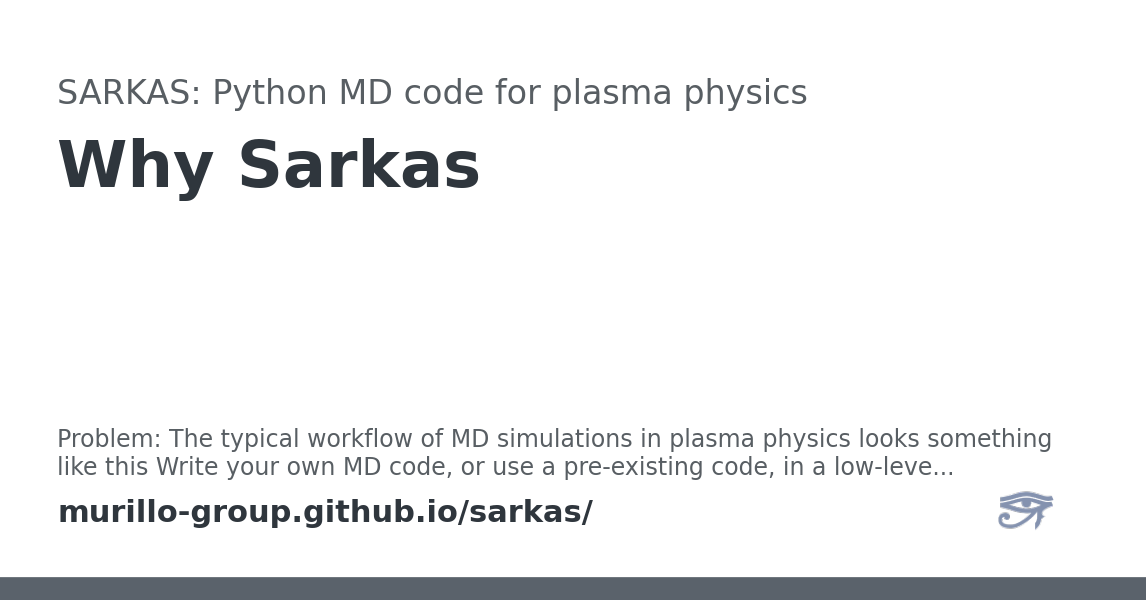 SARKAS: Python MD code for plasma physics
Why Sarkas
Problem: The typical workflow of MD simulations in plasma physics looks something
like this Write your own MD code, or use a pre-existing code, in a low-leve...
murillo-group.github.io/sarkas/